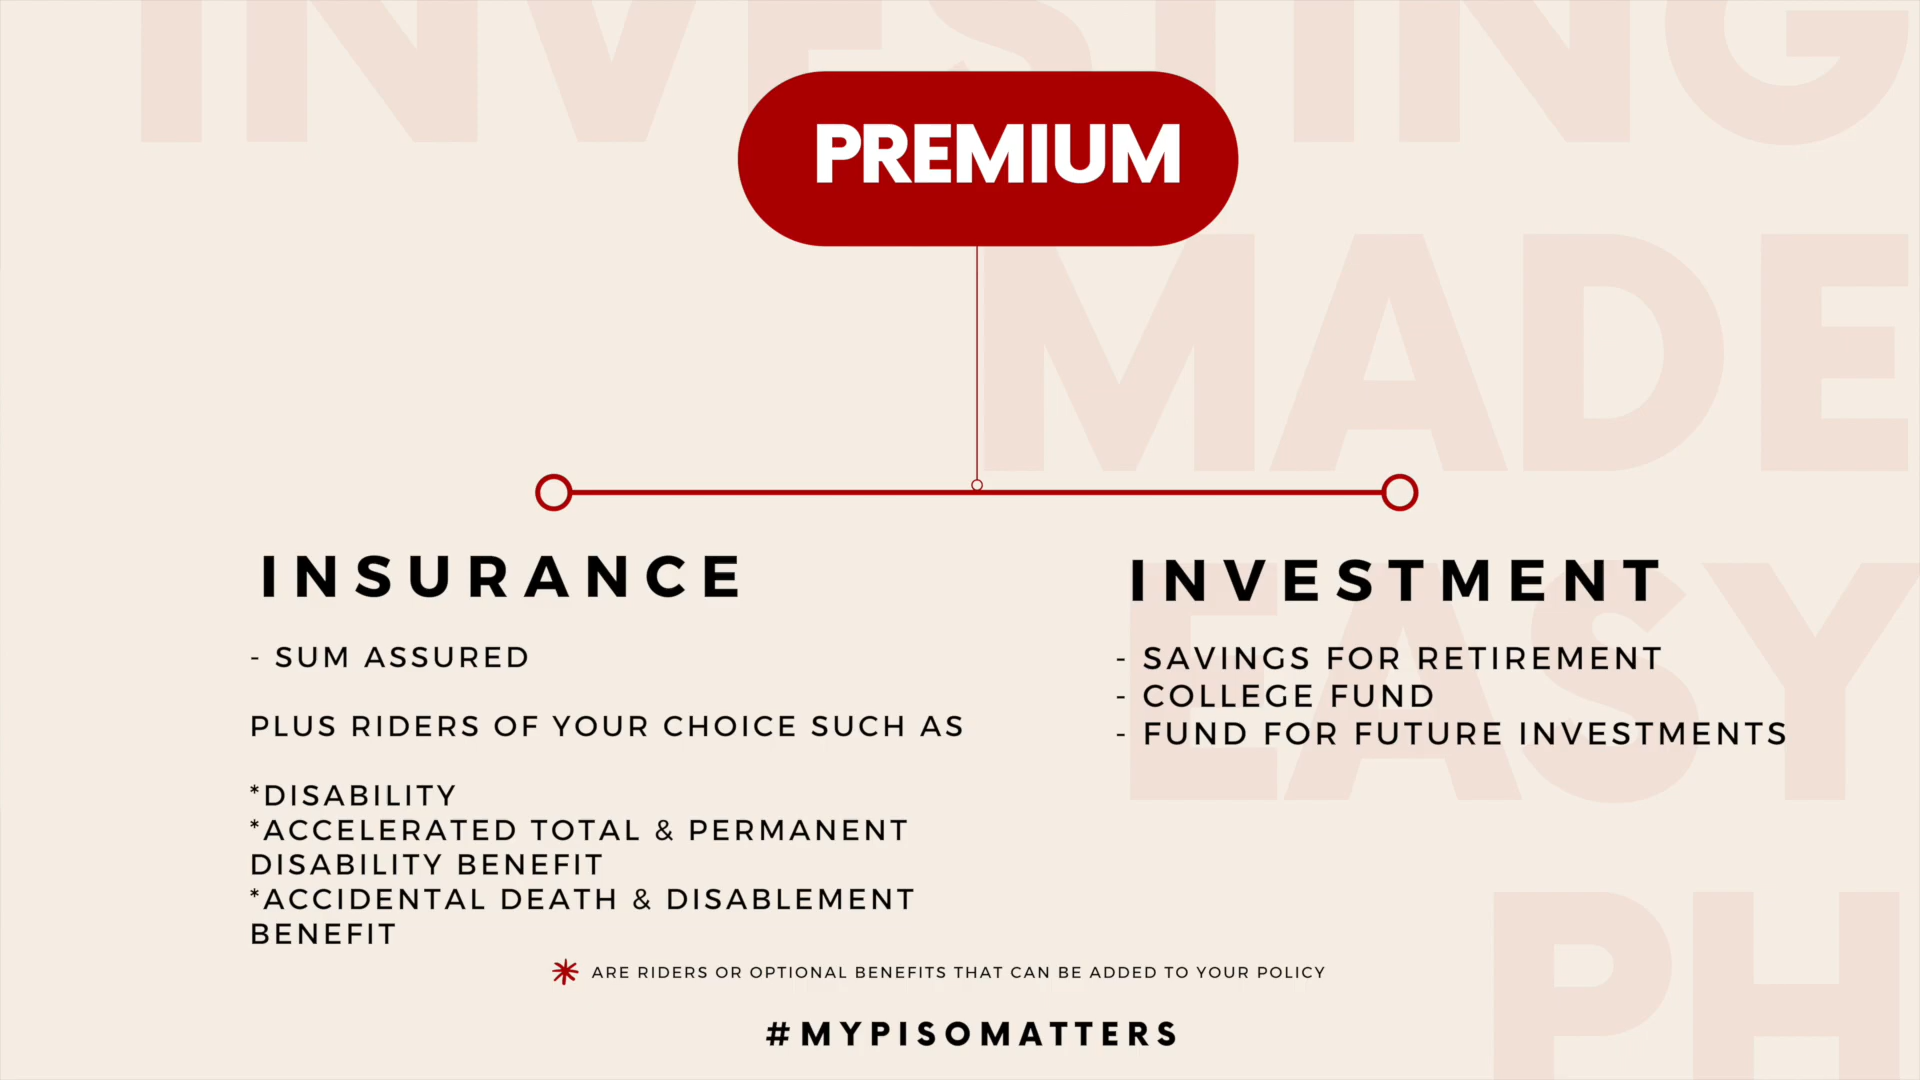 INVESTING
MADE
EASY
PH
PREMIUM
INSURANCE
- SUM ASSURED
PLUS RIDERS OF YOUR CHOICE SUCH AS
*DISABILITY
*ACCELERATED TOTAL & PERMANENT
DISABILITY BENEFIT
*ACCIDENTAL DEATH & DISABLEMENT
BENEFIT
INVESTMENT
- SAVINGS FOR RETIREMENT
- COLLEGE FUND
- FUND FOR FUTURE INVESTMENTS
* ARE RIDERS OR OPTIONAL BENEFITS THAT CAN BE ADDED TO YOUR POLICY
#MYPISOMATTERS